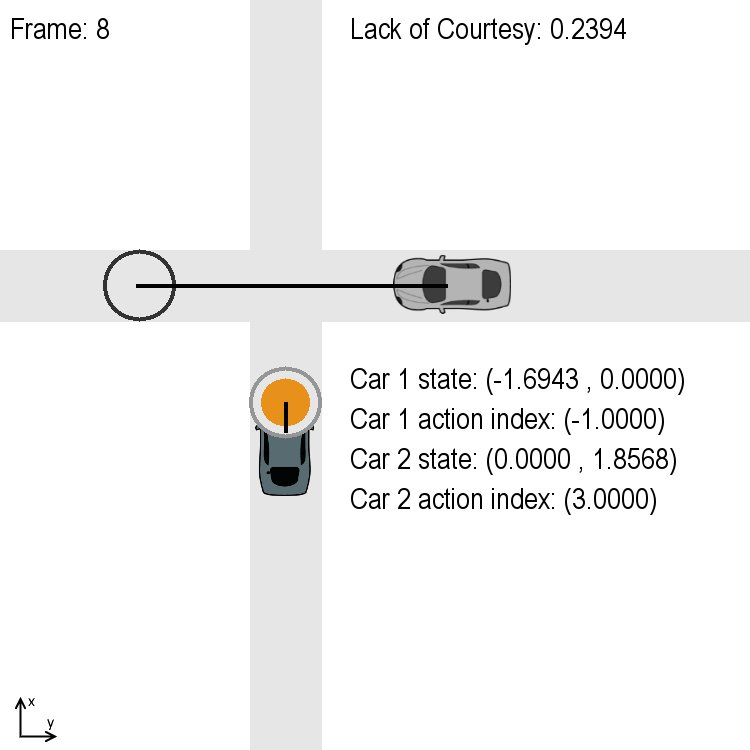 Frame: 8
Lack of Courtesy: 0.2394
Car 1 state: (-1.6943 , 0.0000)
Car 1 action index: (-1.0000)
Car 2 state: (0.0000 , 1.8568)
Car 2 action index: (3.0000)
x
y